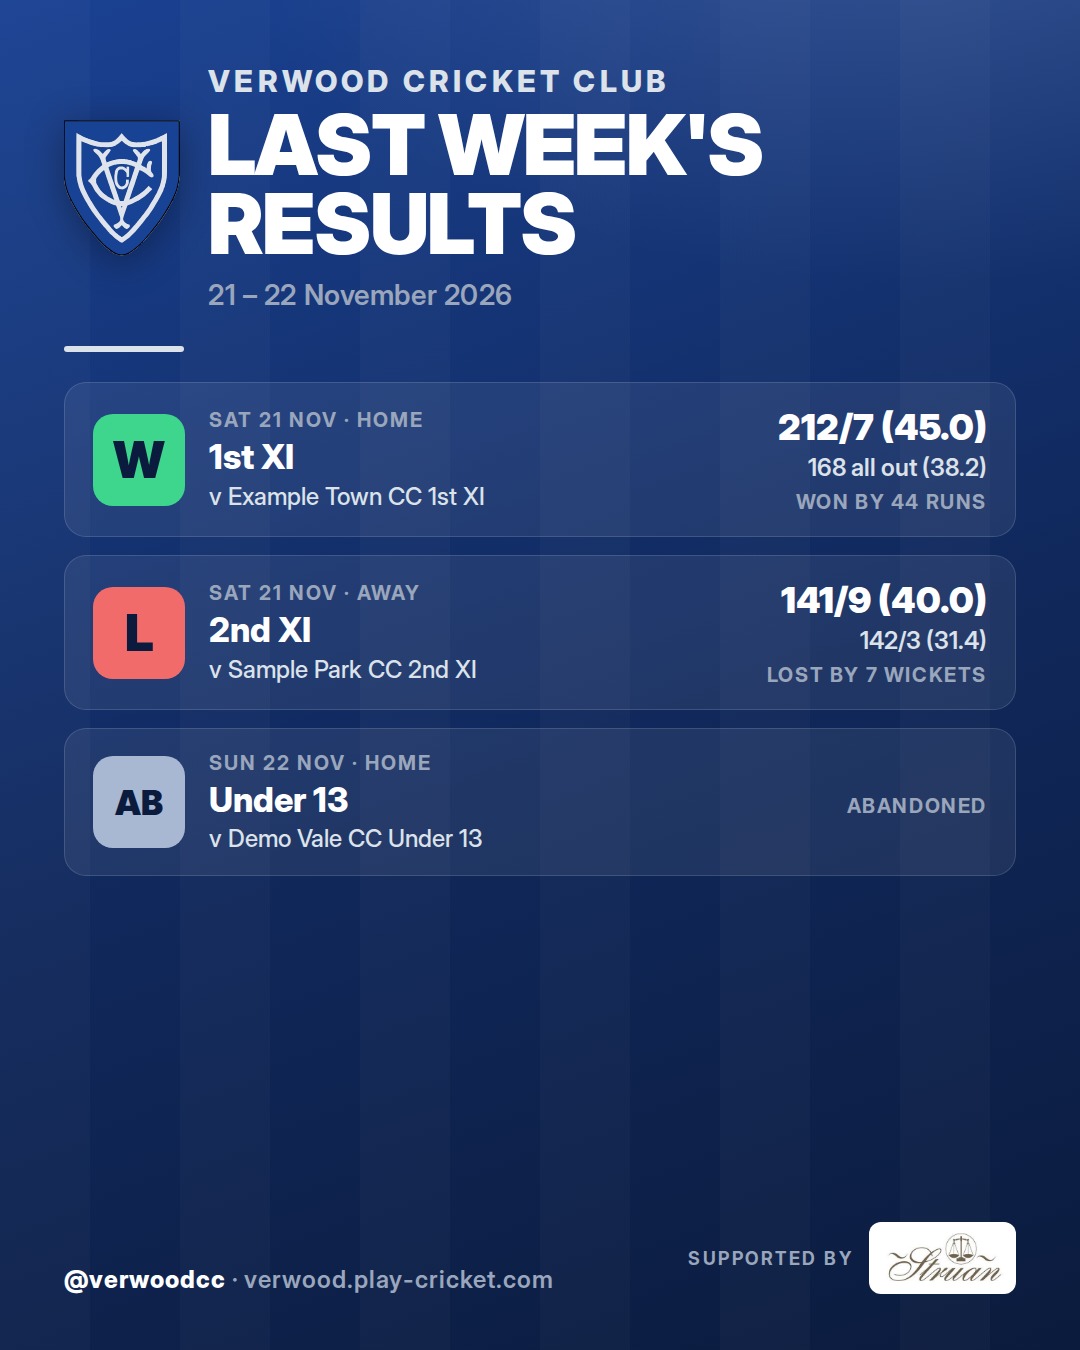 VERWOOD CRICKET CLUB
LAST WEEK'S
RESULTS
21 – 22 November 2026
W
SAT 21 NOV · HOME
1st XI
v Example Town CC 1st XI
212/7 (45.0)
168 all out (38.2)
WON BY 44 RUNS
L
SAT 21 NOV · AWAY
2nd XI
v Sample Park CC 2nd XI
141/9 (40.0)
142/3 (31.4)
LOST BY 7 WICKETS
AB
SUN 22 NOV · HOME
Under 13
v Demo Vale CC Under 13
ABANDONED
@verwoodcc · verwood.play-cricket.com
SUPPORTED BY
Struan